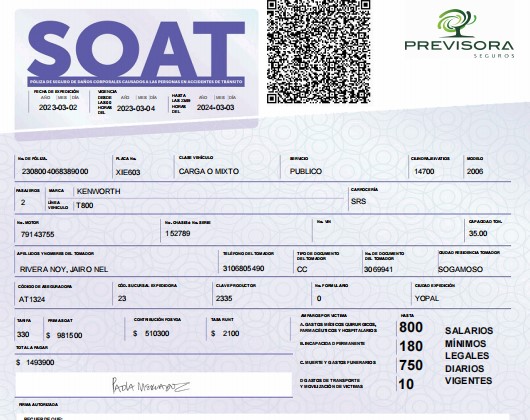 SOAT
PÓLIZA DE SEGURO DE DAÑOS CORPORALES CAUSADOS A LAS PERSONAS EN ACCIDENTES DE TRÁNSITO
PREVISORA
SEGUROS
FECHA DE EXPEDICIÓN VIGENCIA
AÑO MES DÍA DESDE LAS 00 HORAS DEL AÑO MES DÍA HASTA LAS 23:59 HORAS DEL AÑO MES DÍA
2023-03-02 2023-03-04 2024-03-03
No. DE PÓLIZA PLACA No. CLASE VEHÍCULO SERVICIO CILINDRAJE/VATIOS MODELO
23080040683890 00 XIE603 CARGA O MIXTO PUBLICO 14700 2006
PASAJEROS MARCA KENWORTH CARROCERÍA
2 LÍNEA VEHÍCULO T800 SRS
No. MOTOR No. CHASIS o No. SERIE No. VIN CAPACIDAD TON.
79143755 152789 35.00
APELLIDOS Y NOMBRES DEL TOMADOR TELÉFONO DEL TOMADOR TIPO DE DOCUMENTO DEL TOMADOR No. DE DOCUMENTO DEL TOMADOR CIUDAD RESIDENCIA TOMADOR
RIVERA NOY, JAIRO NEL 3106805490 CC 3069941 SOGAMOSO
CÓDIGO DE ASEGURADORA CÓD. SUCURSAL EXPEDIDORA CLAVE PRODUCTOR No. FORMULARIO CIUDAD EXPEDICIÓN
AT1324 23 2335 0 YOPAL
TARIFA PRIMA SOAT CONTRIBUCIÓN FOSYGA TASA RUNT AMPAROS POR VICTIMA HASTA
330 $ 981500 $ 510300 $ 2100
TOTAL A PAGAR
$ 1493900
A. GASTOS MÉDICOS QUIRÚRGICOS, FARMACÉUTICOS Y HOSPITALARIOS 800
B. INCAPACIDAD PERMANENTE 180
C. MUERTE Y GASTOS FUNERARIOS 750
D. GASTOS DE TRANSPORTE Y MOVILIZACIÓN DE VICTIMAS 10
SALARIOS
MÍNIMOS
LEGALES
DIARIOS
VIGENTES
FIRMA AUTORIZADA
RECUERDE QUE: